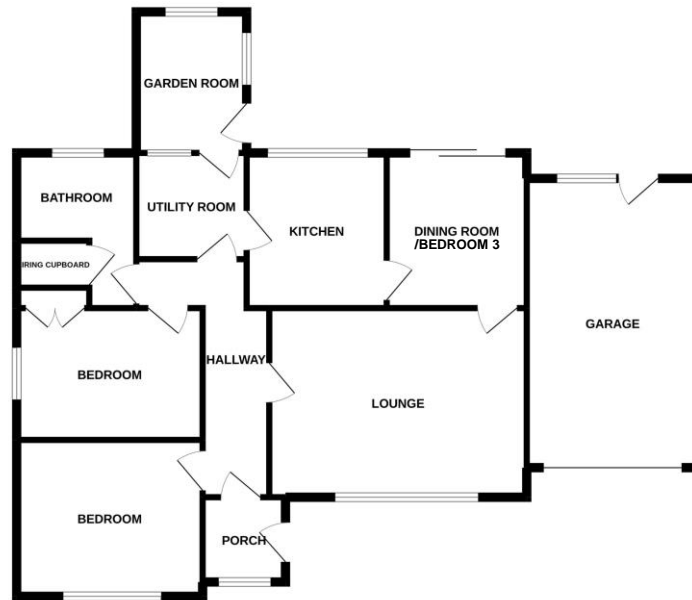 GARDEN ROOM
BATHROOM
UTILITY ROOM
KITCHEN
DINING ROOM
/BEDROOM 3
IRING CUPBOARD
GARAGE
HALLWAY
BEDROOM
LOUNGE
BEDROOM
PORCH